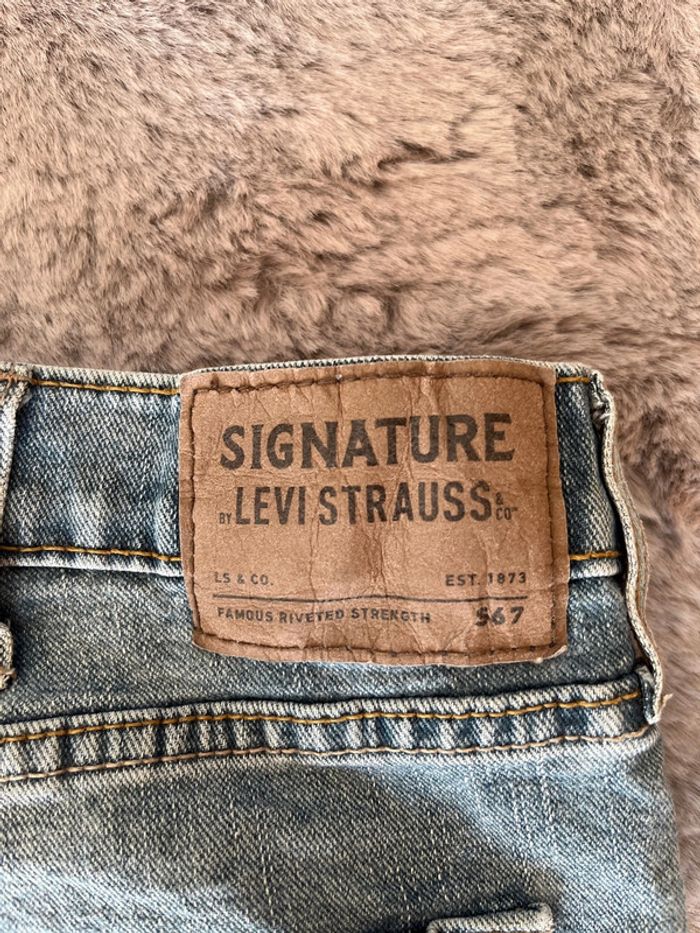 SIGNATURE
BY LEVI STRAUSS & CO™
LS & CO. EST. 1873
FAMOUS RIVETED STRENGTH S67